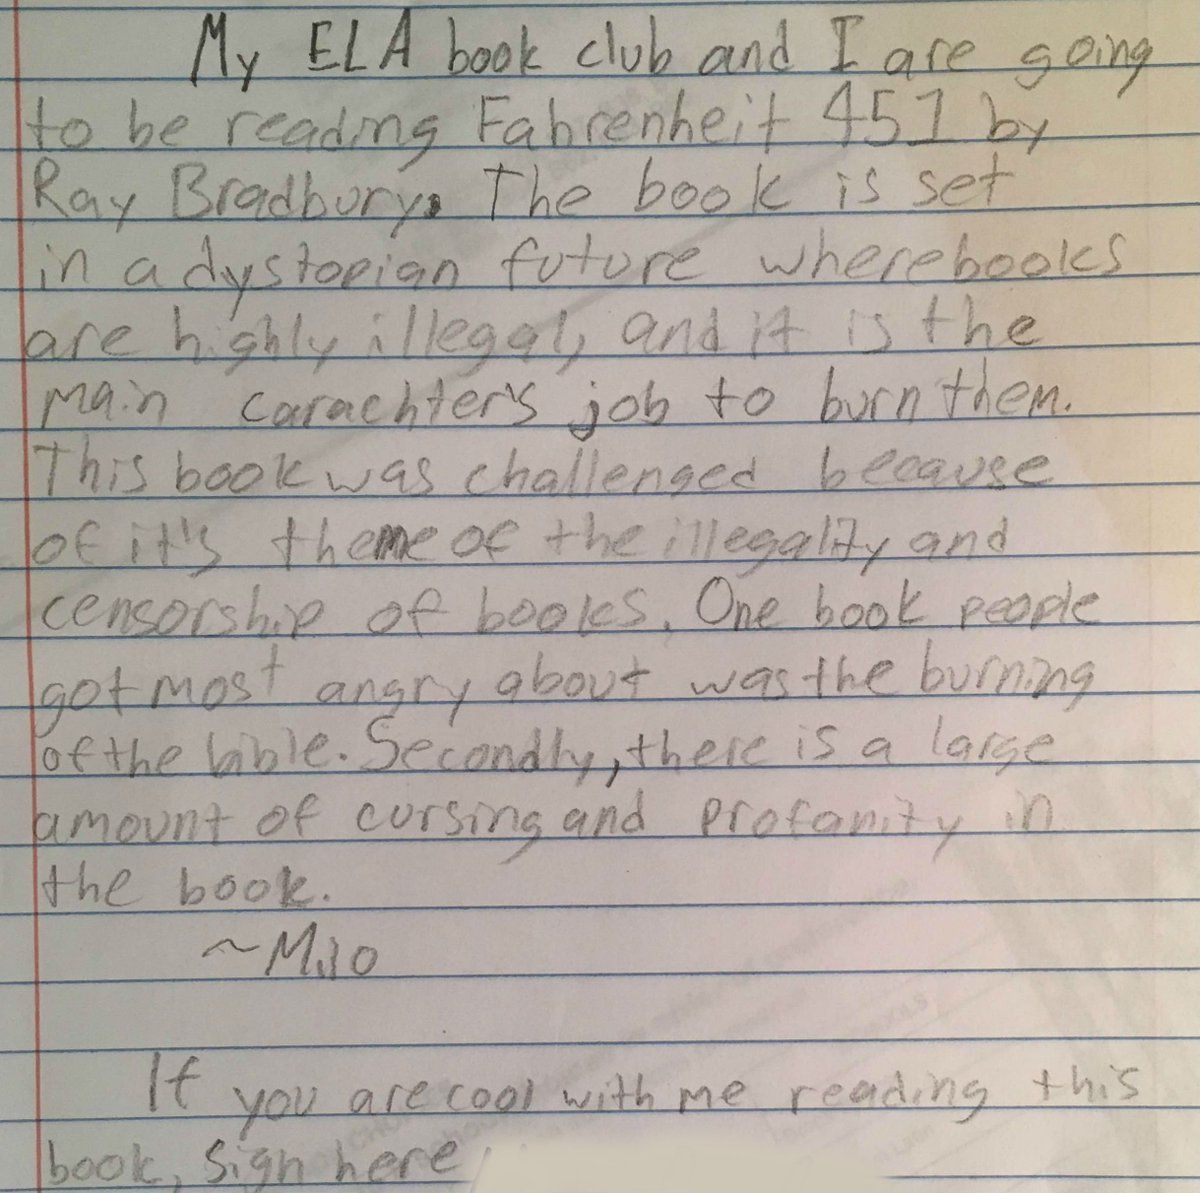 My ELA book club and I are going
to be reading Fahrenheit 451 by
Ray Bradbury. The book is set
in a dystopian future where books
are highly illegal, and it is the
main carachter's job to burn them.
This book was challenged because
of it's theme of the illegality and
censorship of books. One book people
got most angry about was the burning
of the bible. Secondly, there is a large
amount of cursing and profanity in
the book.
~Milo
If you are cool with me reading this
book, sign here